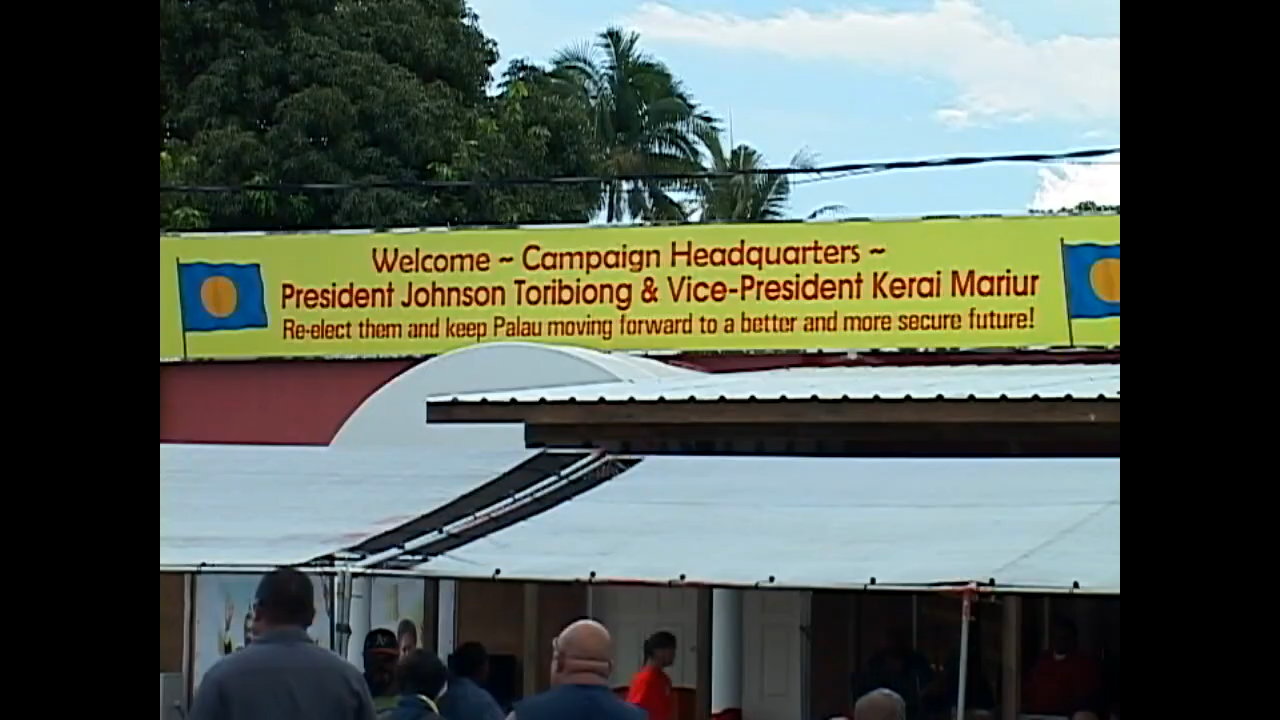 Welcome ~ Campaign Headquarters ~
President Johnson Toribiong & Vice-President Kerai Mariur
Re-elect them and keep Palau moving forward to a better and more secure future!